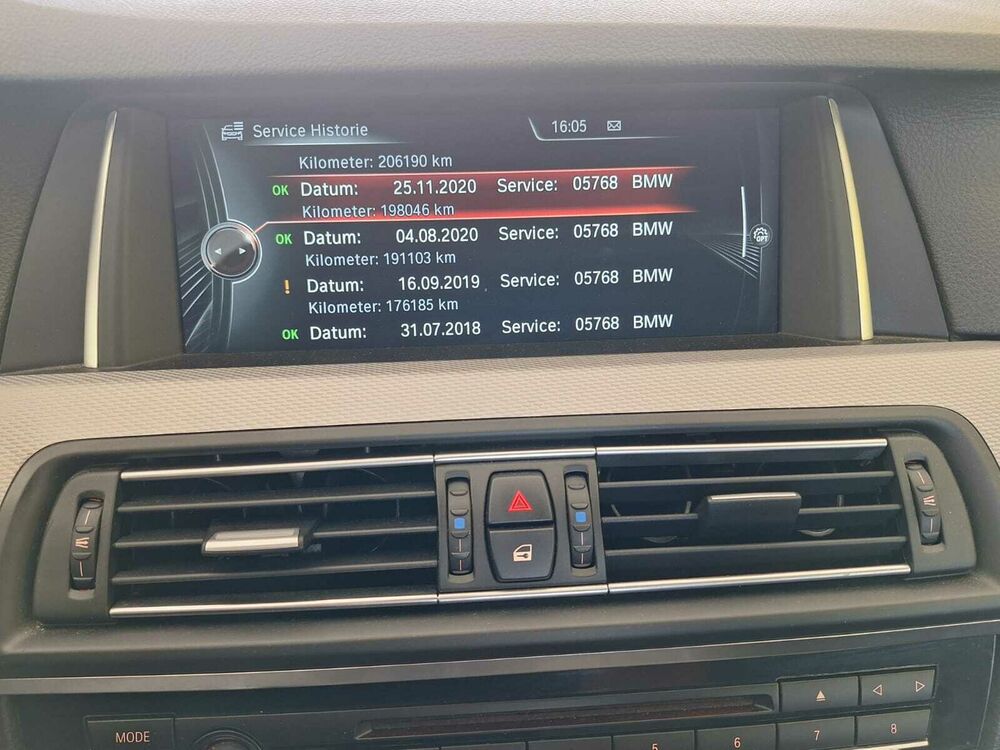 Service Historie 16:05
Kilometer: 206190 km
OK Datum: 25.11.2020 Service: 05768 BMW
Kilometer: 198046 km
OK Datum: 04.08.2020 Service: 05768 BMW
Kilometer: 191103 km
! Datum: 16.09.2019 Service: 05768 BMW
Kilometer: 176185 km
OK Datum: 31.07.2018 Service: 05768 BMW
OPT
MODE
5 6 7 8